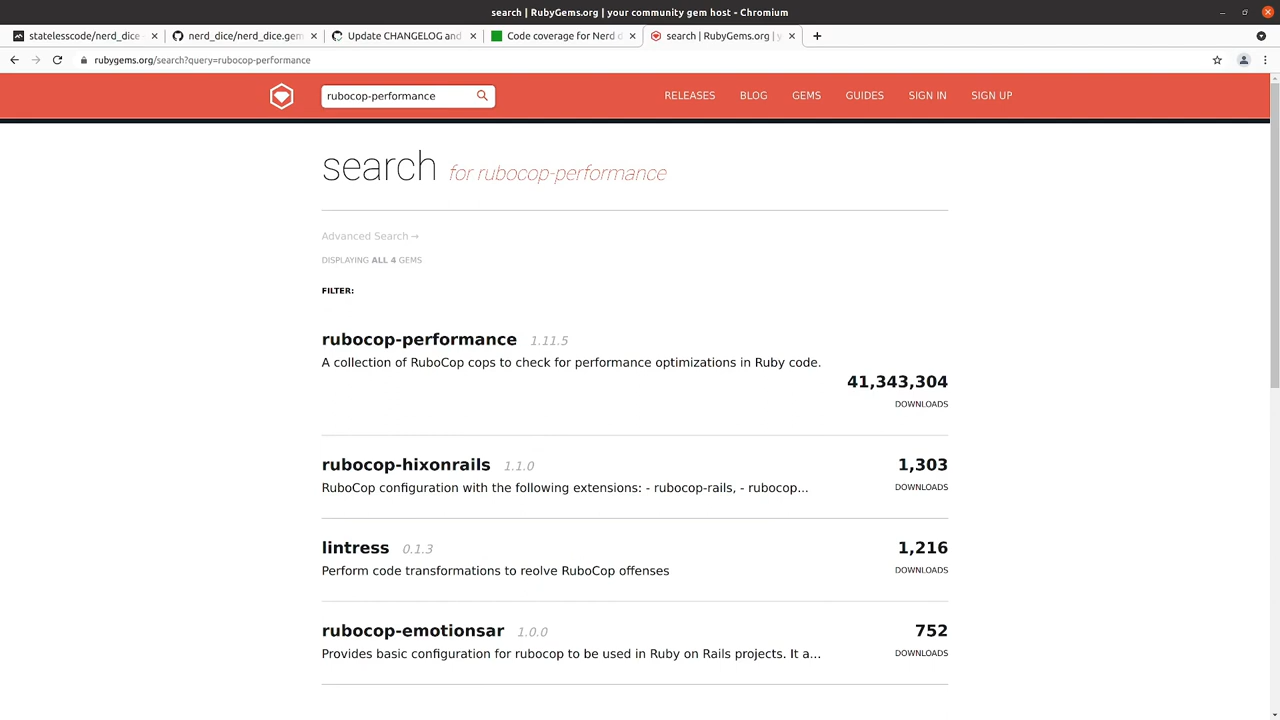 search | RubyGems.org | your community gem host - Chromium
statelesscode/nerd_dice
nerd_dice/nerd_dice.gem
Update CHANGELOG and
Code coverage for Nerd d
search | RubyGems.org | y
rubygems.org/search?query=rubocop-performance
rubocop-performance
RELEASES BLOG GEMS GUIDES SIGN IN SIGN UP
search for rubocop-performance
Advanced Search →
DISPLAYING ALL 4 GEMS
FILTER:
rubocop-performance 1.11.5
A collection of RuboCop cops to check for performance optimizations in Ruby code.
41,343,304
DOWNLOADS
rubocop-hixonrails 1.1.0
RuboCop configuration with the following extensions: - rubocop-rails, - rubocop...
1,303
DOWNLOADS
lintress 0.1.3
Perform code transformations to reolve RuboCop offenses
1,216
DOWNLOADS
rubocop-emotionsar 1.0.0
Provides basic configuration for rubocop to be used in Ruby on Rails projects. It a...
752
DOWNLOADS